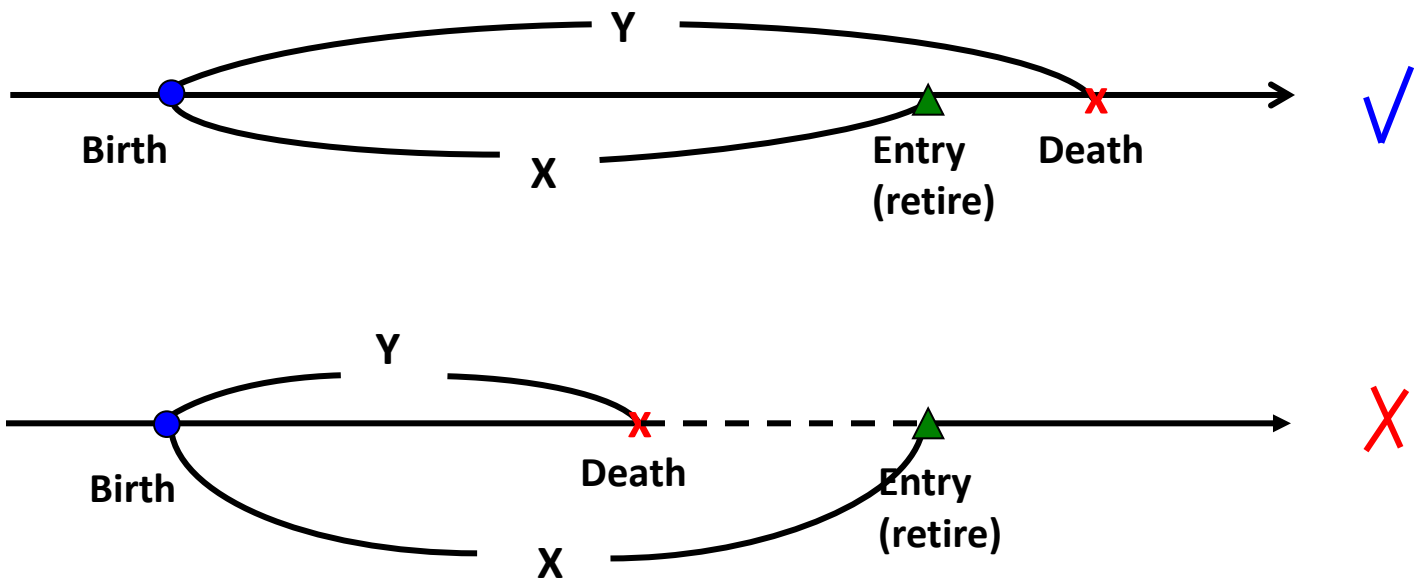 Y
X
Birth
X
Entry
Death
(retire)
Y
X
Death
Birth
Entry
(retire)
X